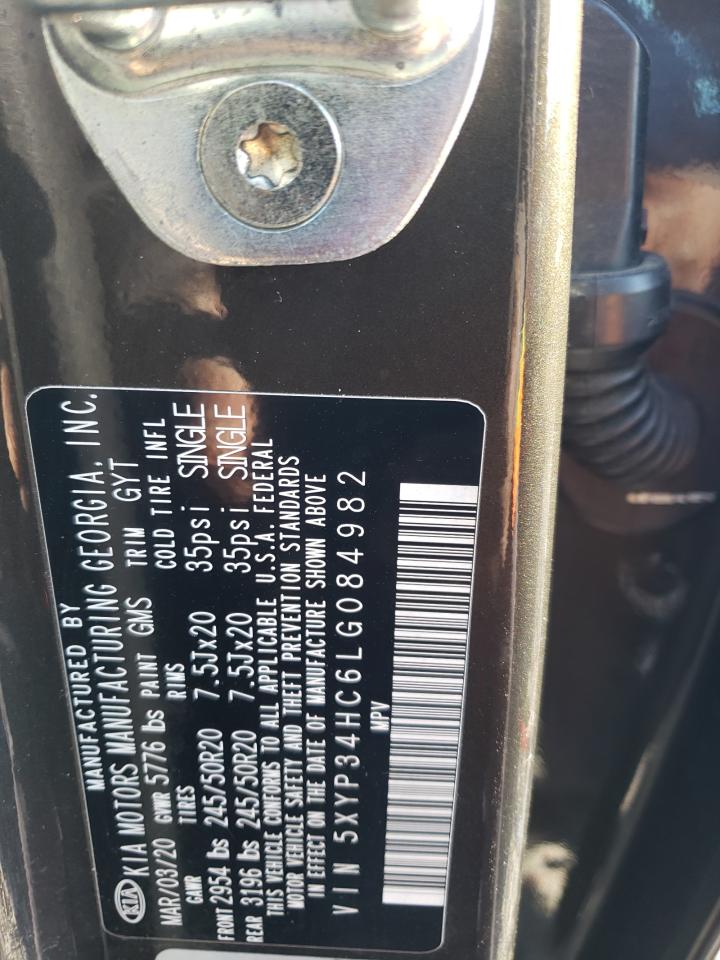 MANUFACTURED BY
KIA KIA MOTORS MANUFACTURING GEORGIA, INC.
MAR/03/20 GVWR 5776 lbs PAINT GMS TRIM GYT
GAWR TIRES RIMS COLD TIRE INFL
FRONT 2954 lbs 245/50R20 7.5Jx20 35psi SINGLE
REAR 3196 lbs 245/50R20 7.5Jx20 35psi SINGLE
THIS VEHICLE CONFORMS TO ALL APPLICABLE U.S.A. FEDERAL
MOTOR VEHICLE SAFETY AND THEFT PREVENTION STANDARDS
IN EFFECT ON THE DATE OF MANUFACTURE SHOWN ABOVE
VIN 5XYP34HC6LG084982
MPV